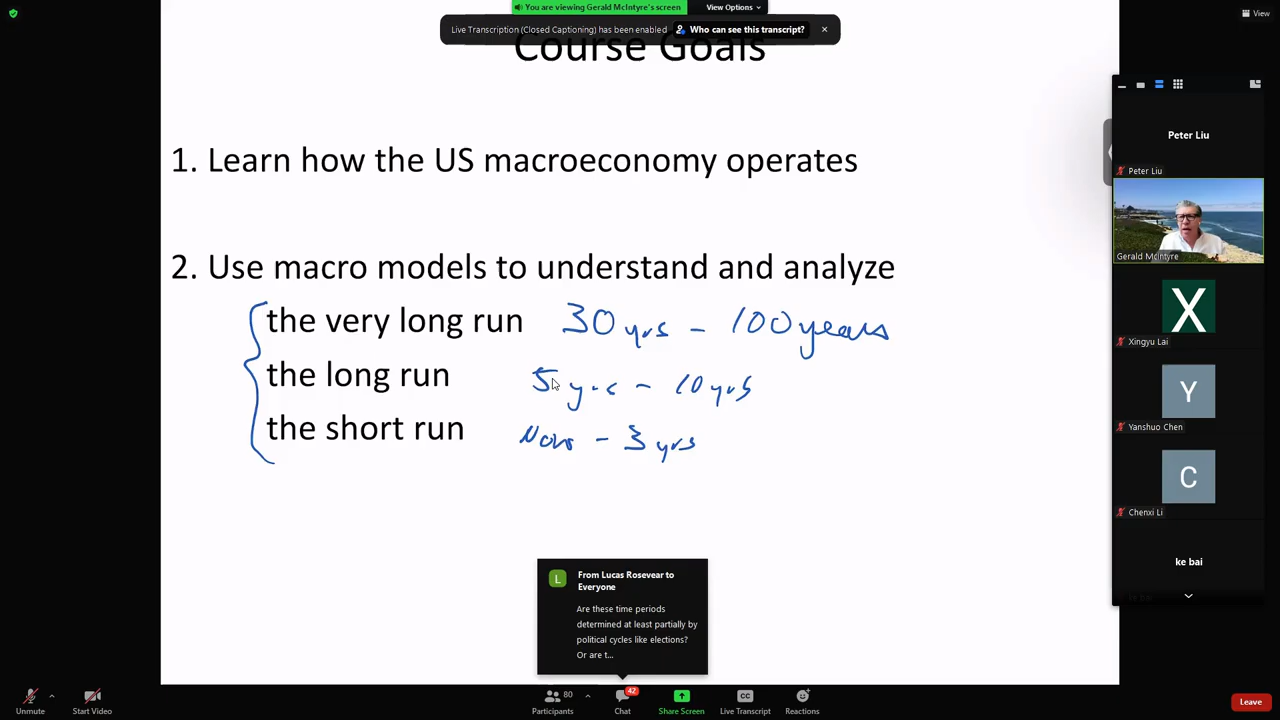 You are viewing Gerald McIntyre's screen
View Options
Live Transcription (Closed Captioning) has been enabled
Who can see this transcript?
View
Course Goals
1. Learn how the US macroeconomy operates
2. Use macro models to understand and analyze
the very long run 30 yrs - 100 years
the long run 5 yrs - 10 yrs
the short run Now - 3 yrs
Peter Liu
Peter Liu
Gerald McIntyre
X
Xingyu Lai
Y
Yanshuo Chen
C
Chenxi Li
ke bai
L
From Lucas Rosevear to
Everyone
Are these time periods
determined at least partially by
political cycles like elections?
Or are t...
Unmute
Start Video
80
Participants
42
Chat
Share Screen
CC
Live Transcript
Reactions
Leave